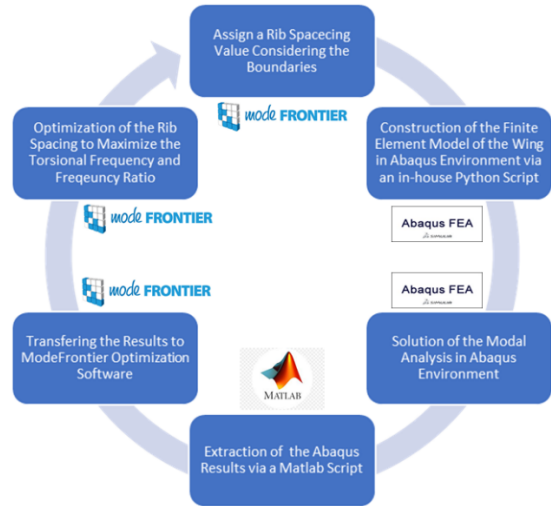 Assign a Rib Spacecing
Value Considering the
Boundaries
mode FRONTIER
Construction of the Finite
Element Model of the Wing
in Abaqus Environment via
an in-house Python Script
Abaqus FEA
Abaqus FEA
Solution of the Modal
Analysis in Abaqus
Environment
MATLAB
Extraction of the Abaqus
Results via a Matlab Script
Transfering the Results to
ModeFrontier Optimization
Software
mode FRONTIER
mode FRONTIER
Optimization of the Rib
Spacing to Maximize the
Torsional Frequency and
Freqeuncy Ratio